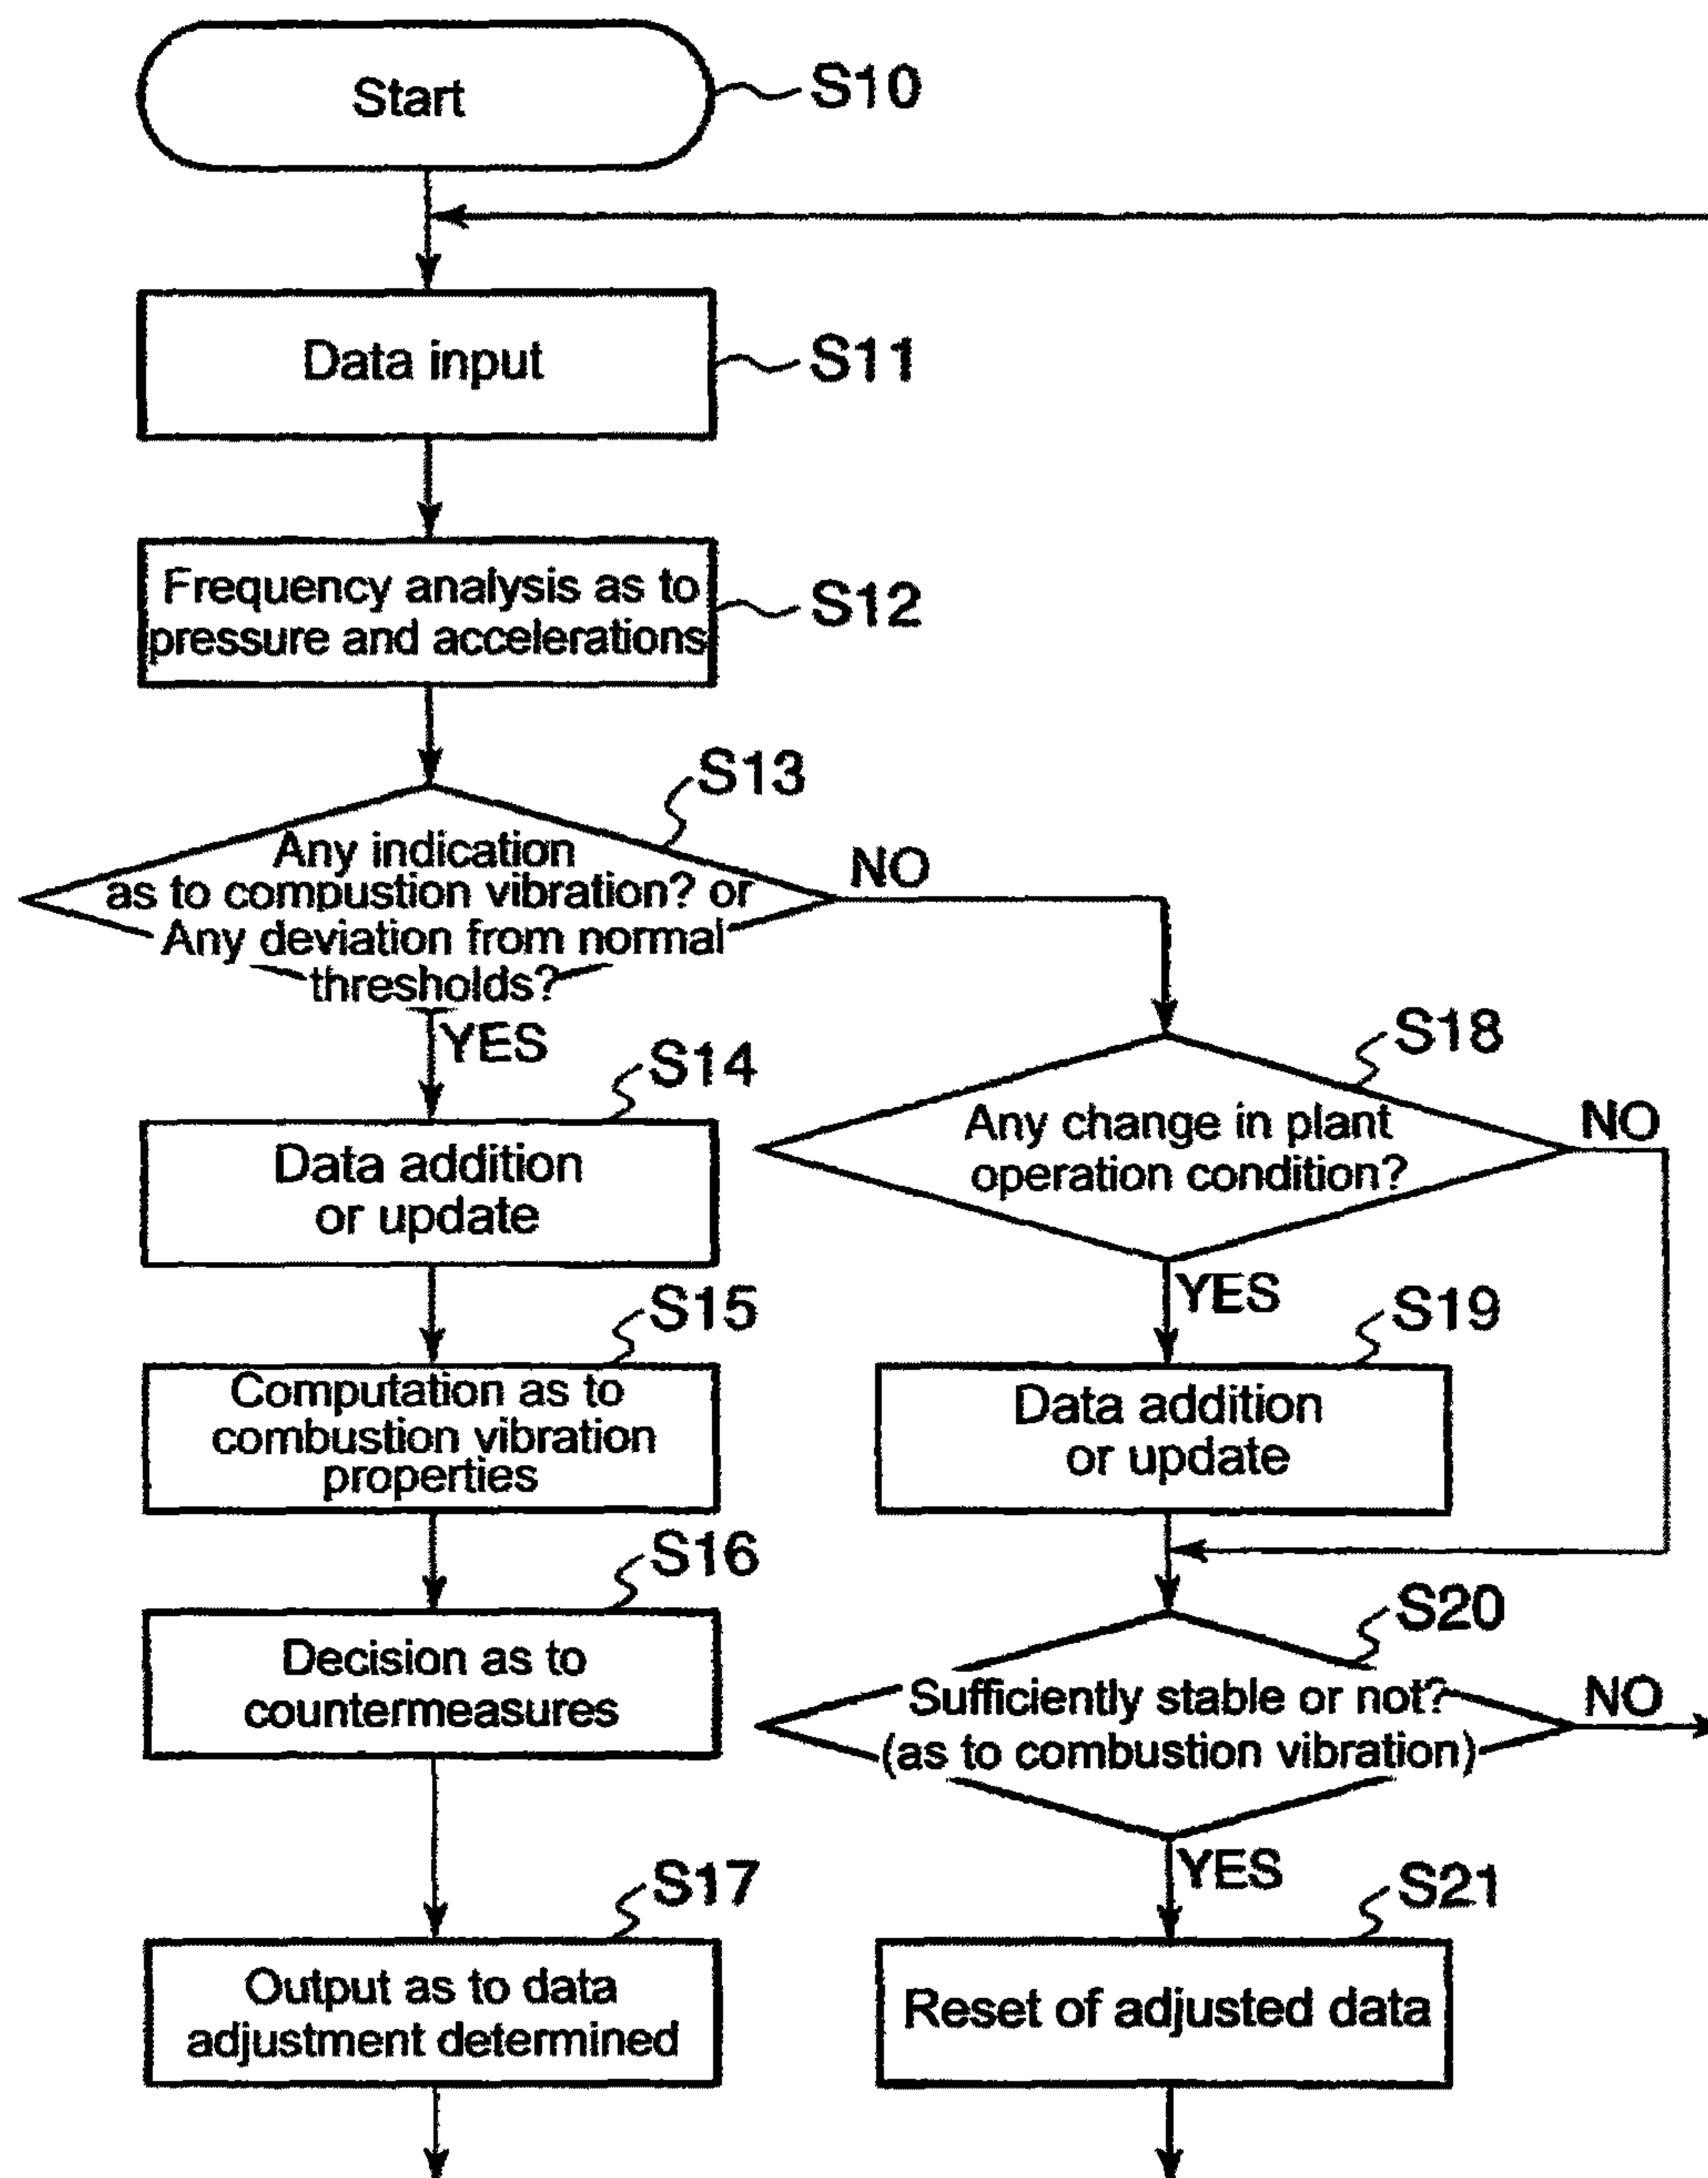 Start
S10
Data input
S11
Frequency analysis as to
pressure and accelerations
S12
S13
Any indication
as to compustion vibration? or
Any deviation from normal
thresholds?
NO
YES
S14
Data addition
or update
S15
Computation as to
combustion vibration
properties
S16
Decision as to
countermeasures
S17
Output as to data
adjustment determined
S18
Any change in plant
operation condition?
NO
YES
S19
Data addition
or update
S20
Sufficiently stable or not?
(as to combustion vibration)
NO
YES
S21
Reset of adjusted data